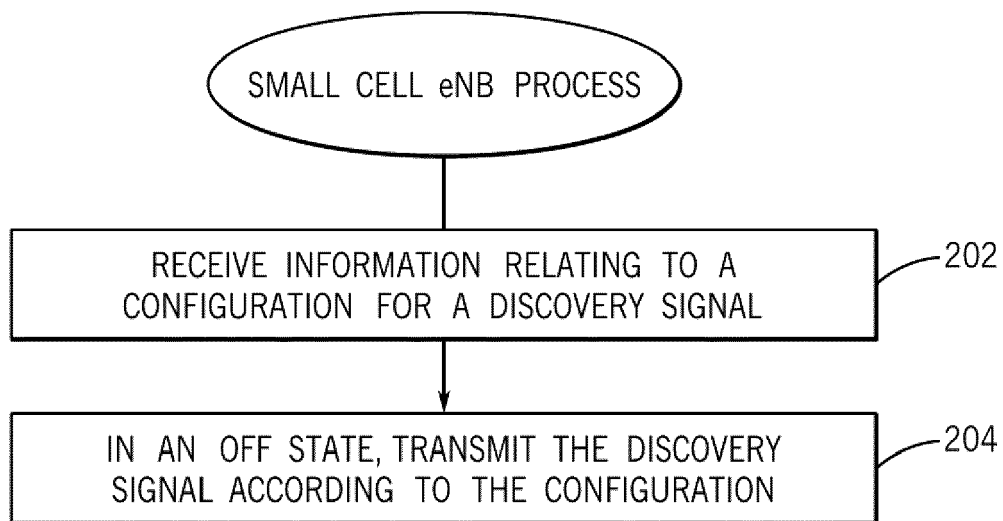 SMALL CELL eNB PROCESS
RECEIVE INFORMATION RELATING TO A
CONFIGURATION FOR A DISCOVERY SIGNAL
202
IN AN OFF STATE, TRANSMIT THE DISCOVERY
SIGNAL ACCORDING TO THE CONFIGURATION
204